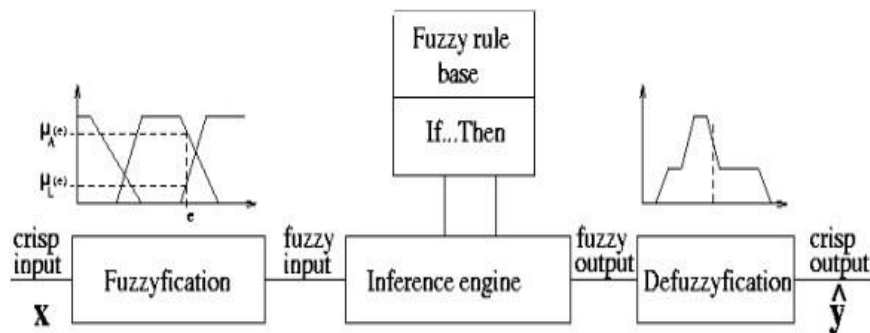 Fuzzy rule
base
If...Then
μA(e)
μL(e)
e
crisp
input
x
Fuzzyfication
fuzzy
input
Inference engine
fuzzy
output
Defuzzyfication
crisp
output
ŷ